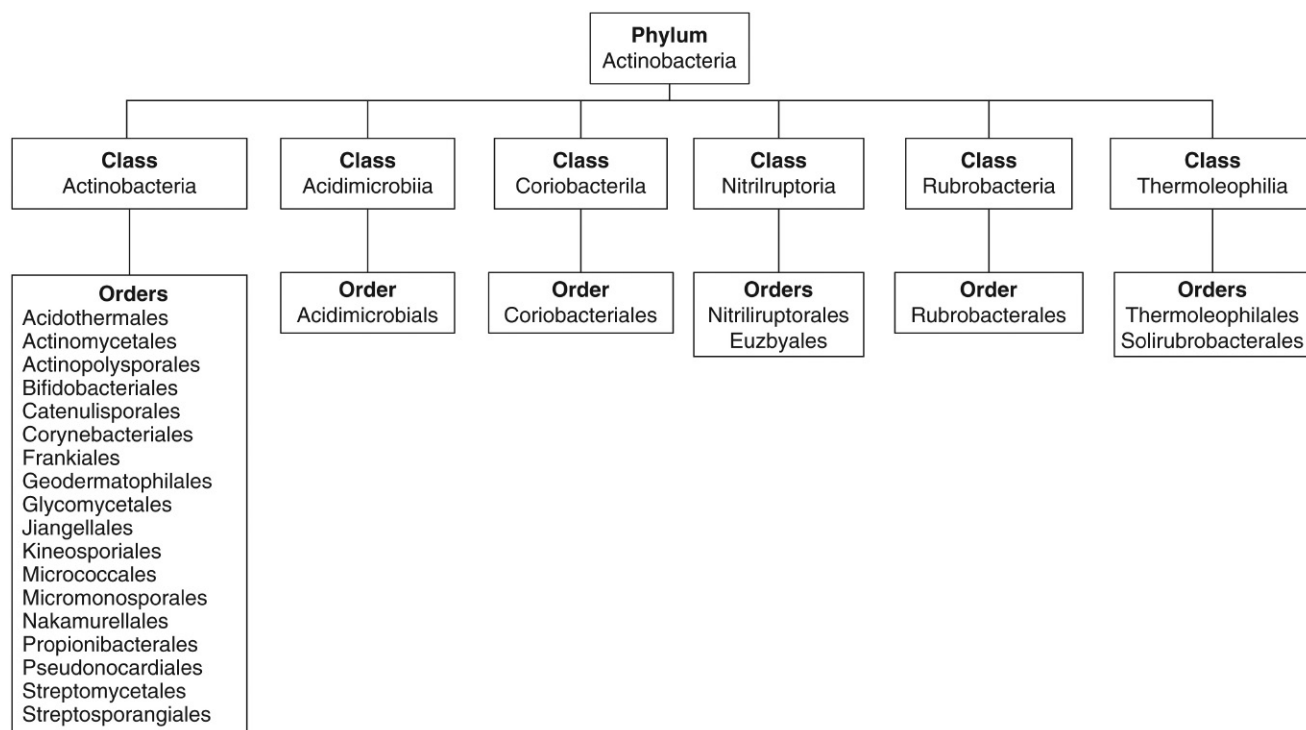 Phylum
Actinobacteria
Class
Actinobacteria
Class
Acidimicrobiia
Class
Coriobacterila
Class
Nitrilruptoria
Class
Rubrobacteria
Class
Thermoleophilia
Orders
Acidothermales
Actinomycetales
Actinopolysporales
Bifidobacteriales
Catenulisporales
Corynebacteriales
Frankiales
Geodermatophilales
Glycomycetales
Jiangellales
Kineosporiales
Micrococcales
Micromonosporales
Nakamurellales
Propionibacterales
Pseudonocardiales
Streptomycetales
Streptosporangiales
Order
Acidimicrobials
Order
Coriobacteriales
Orders
Nitriliruptorales
Euzbyales
Order
Rubrobacterales
Orders
Thermoleophilales
Solirubrobacterales